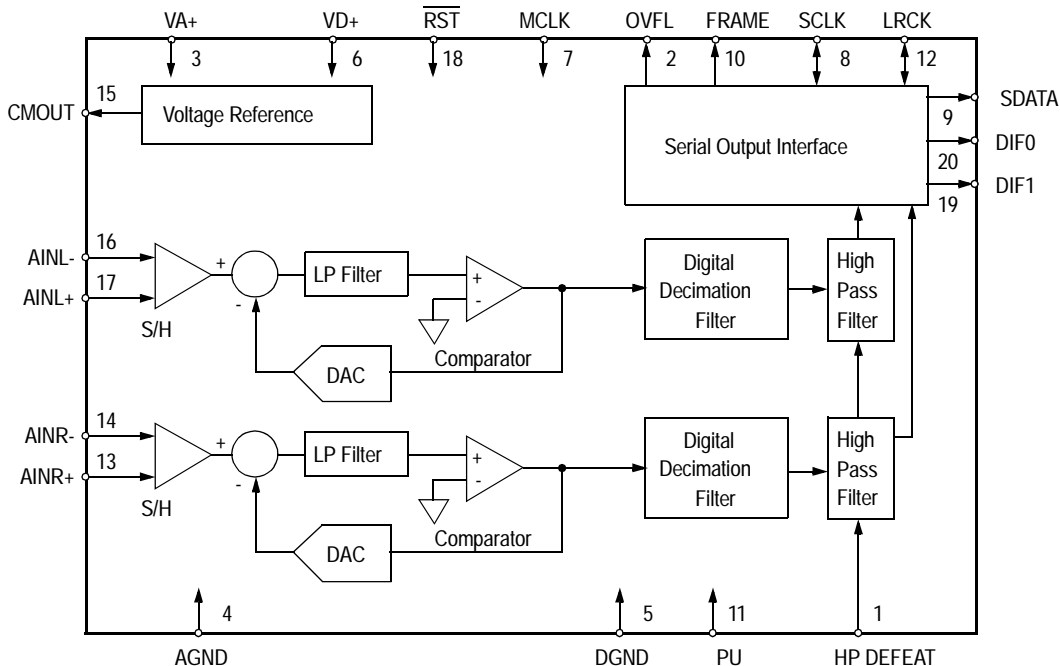 VA+ VD+ RST MCLK OVFL FRAME SCLK LRCK
3 6 18 7 2 10 8 12
CMOUT 15 Voltage Reference
Serial Output Interface
9 SDATA
20 DIF0
19 DIF1
AINL- 16
AINL+ 17
S/H
+
-
LP Filter
+
-
Comparator
DAC
Digital
Decimation
Filter
High
Pass
Filter
AINR- 14
AINR+ 13
S/H
+
-
LP Filter
+
-
Comparator
DAC
Digital
Decimation
Filter
High
Pass
Filter
4 5 11 1
AGND DGND PU HP DEFEAT